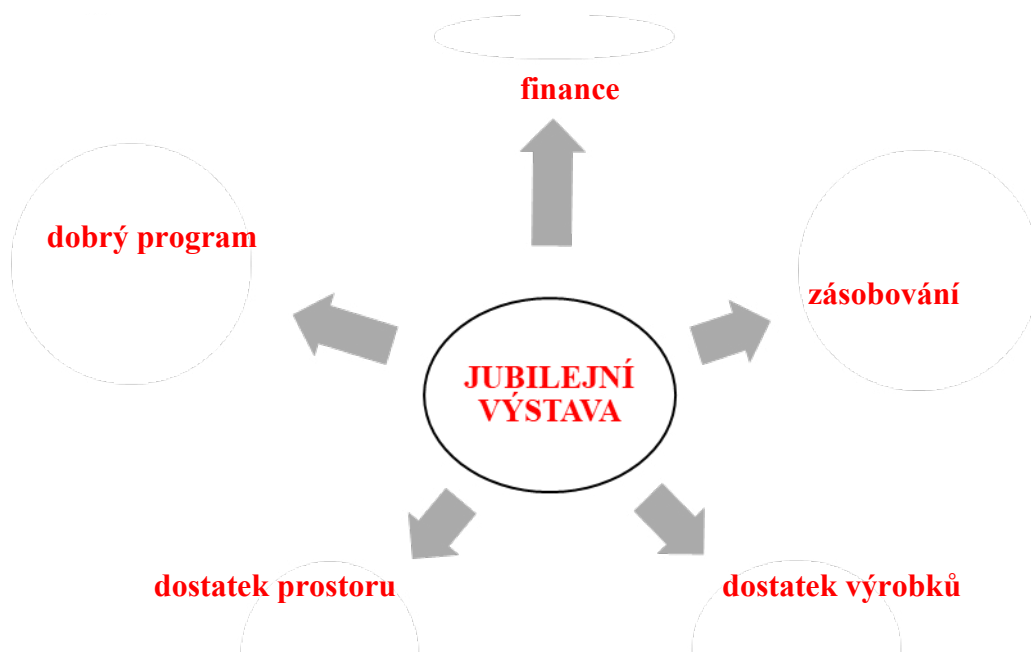 finance
dobrý program
zásobování
JUBILEJNÍ
VÝSTAVA
dostatek prostoru
dostatek výrobků